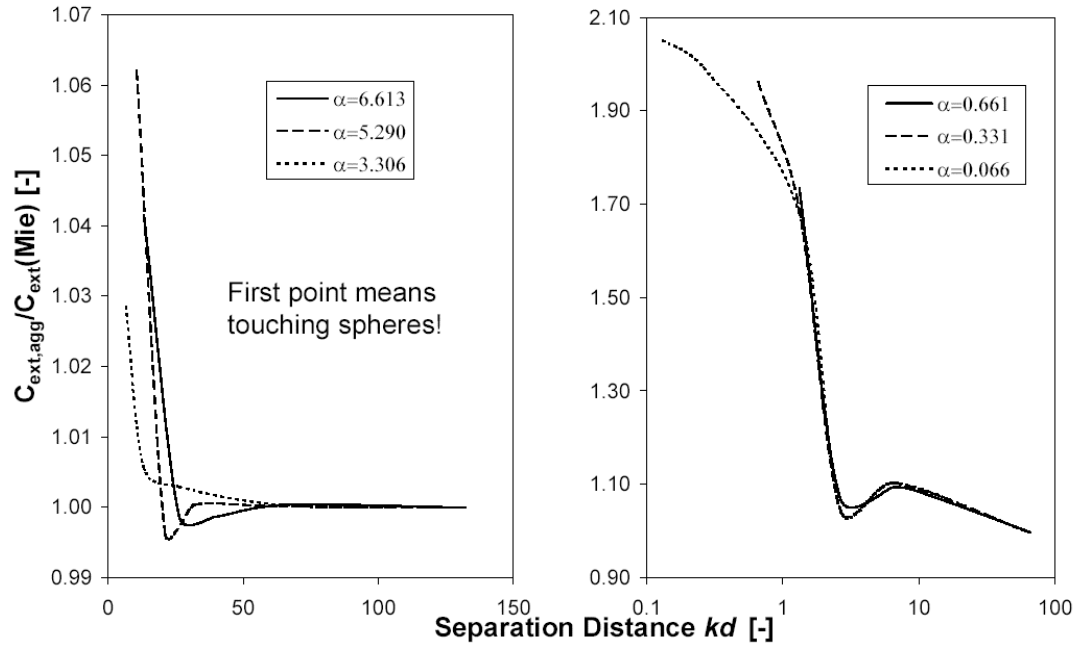 1.07
1.06
1.05
1.04
1.03
1.02
1.01
1.00
0.99
0
50
100
150
α=6.613
α=5.290
α=3.306
First point means
touching spheres!
C_ext,agg/C_ext(Mie) [-]
2.10
1.90
1.70
1.50
1.30
1.10
0.90
0.1
1
10
100
α=0.661
α=0.331
α=0.066
Separation Distance kd [-]